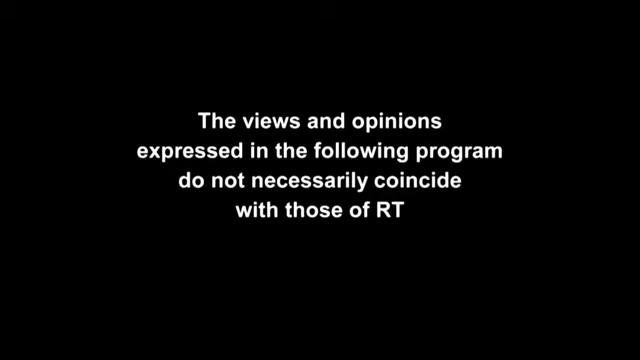 The views and opinions
expressed in the following program
do not necessarily coincide
with those of RT